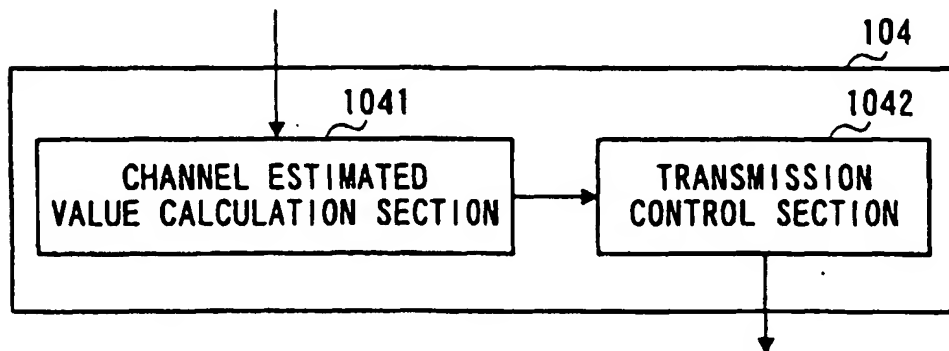 104
1041
1042
CHANNEL ESTIMATED
VALUE CALCULATION SECTION
TRANSMISSION
CONTROL SECTION